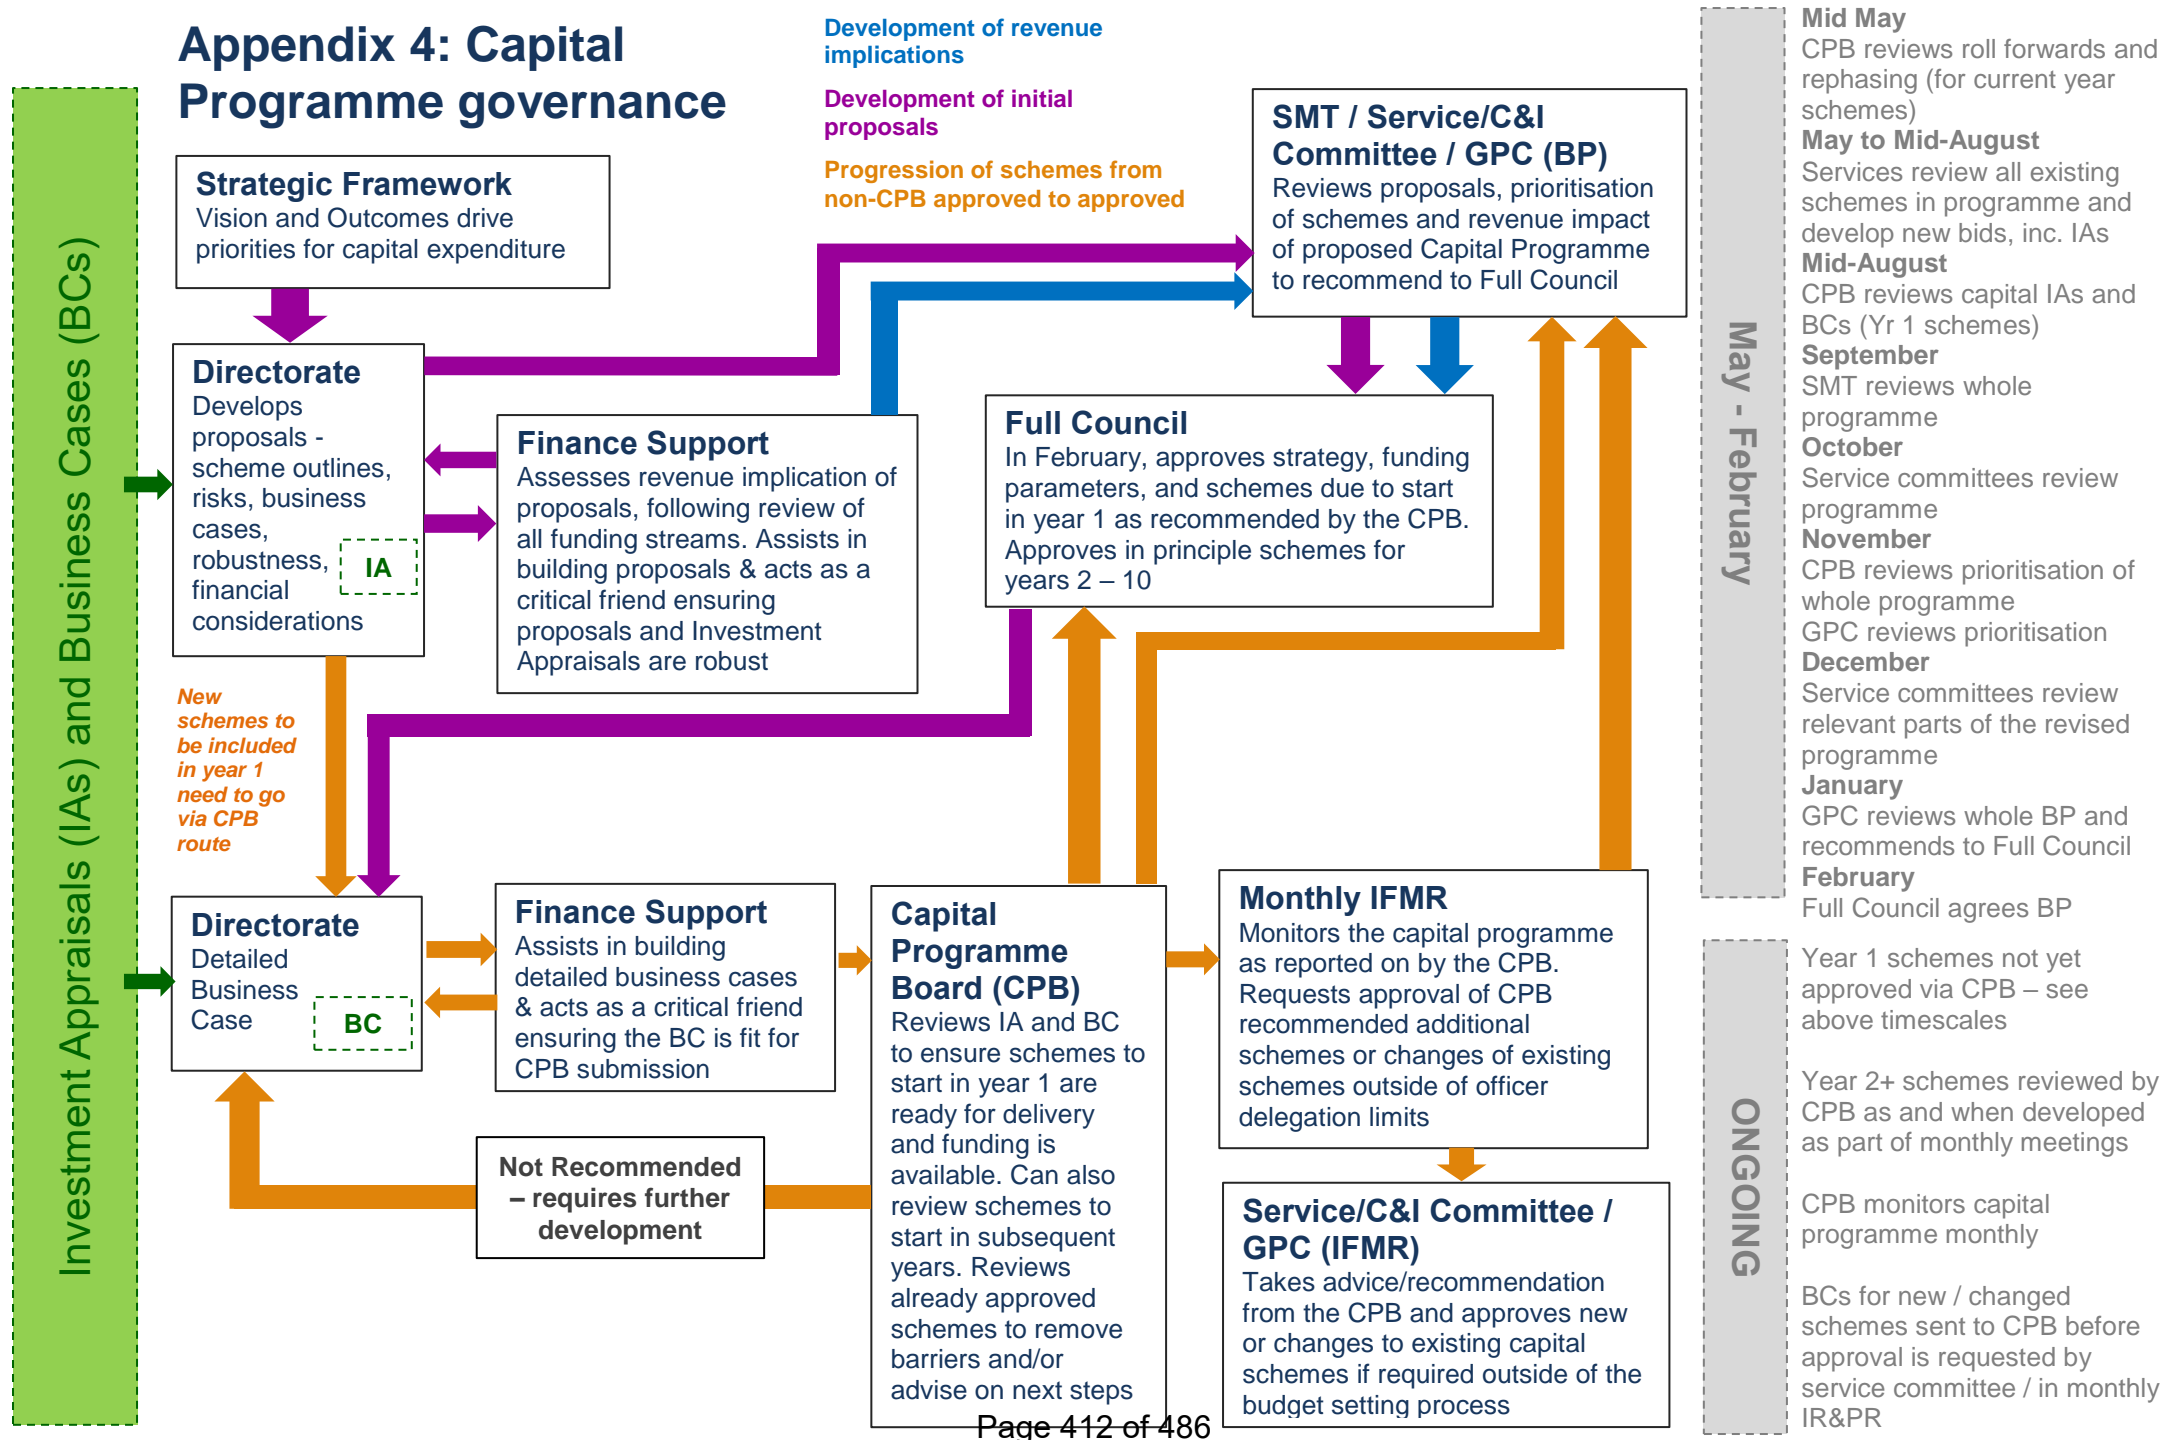 Appendix 4: Capital
Programme governance
Development of revenue
implications
Development of initial
proposals
Progression of schemes from
non-CPB approved to approved
Investment Appraisals (IAs) and Business Cases (BCs)
Strategic Framework
Vision and Outcomes drive
priorities for capital expenditure
SMT / Service/C&I
Committee / GPC (BP)
Reviews proposals, prioritisation
of schemes and revenue impact
of proposed Capital Programme
to recommend to Full Council
Directorate
Develops
proposals -
scheme outlines,
risks, business
cases,
robustness,
financial
considerations
IA
Finance Support
Assesses revenue implication of
proposals, following review of
all funding streams. Assists in
building proposals & acts as a
critical friend ensuring
proposals and Investment
Appraisals are robust
Full Council
In February, approves strategy, funding
parameters, and schemes due to start
in year 1 as recommended by the CPB.
Approves in principle schemes for
years 2 – 10
New
schemes to
be included
in year 1
need to go
via CPB
route
Directorate
Detailed
Business
Case
BC
Finance Support
Assists in building
detailed business cases
& acts as a critical friend
ensuring the BC is fit for
CPB submission
Not Recommended
– requires further
development
Capital
Programme
Board (CPB)
Reviews IA and BC
to ensure schemes to
start in year 1 are
ready for delivery
and funding is
available. Can also
review schemes to
start in subsequent
years. Reviews
already approved
schemes to remove
barriers and/or
advise on next steps
Monthly IFMR
Monitors the capital programme
as reported on by the CPB.
Requests approval of CPB
recommended additional
schemes or changes of existing
schemes outside of officer
delegation limits
Service/C&I Committee /
GPC (IFMR)
Takes advice/recommendation
from the CPB and approves new
or changes to existing capital
schemes if required outside of the
budget setting process
May - February
Mid May
CPB reviews roll forwards and
rephasing (for current year
schemes)
May to Mid-August
Services review all existing
schemes in programme and
develop new bids, inc. IAs
Mid-August
CPB reviews capital IAs and
BCs (Yr 1 schemes)
September
SMT reviews whole
programme
October
Service committees review
programme
November
CPB reviews prioritisation of
whole programme
GPC reviews prioritisation
December
Service committees review
relevant parts of the revised
programme
January
GPC reviews whole BP and
recommends to Full Council
February
Full Council agrees BP
ONGOING
Year 1 schemes not yet
approved via CPB – see
above timescales
Year 2+ schemes reviewed by
CPB as and when developed
as part of monthly meetings
CPB monitors capital
programme monthly
BCs for new / changed
schemes sent to CPB before
approval is requested by
service committee / in monthly
IR&PR
Page 412 of 486